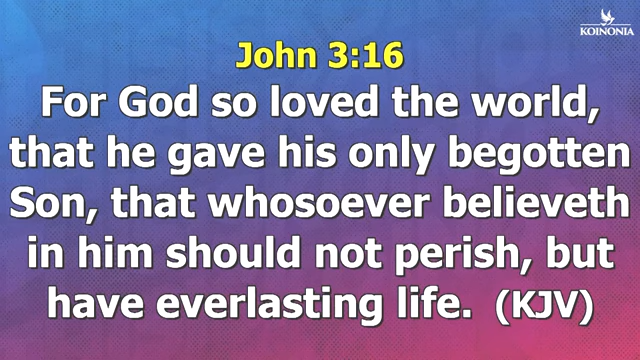 KOINONIA
John 3:16
For God so loved the world,
that he gave his only begotten
Son, that whosoever believeth
in him should not perish, but
have everlasting life. (KJV)